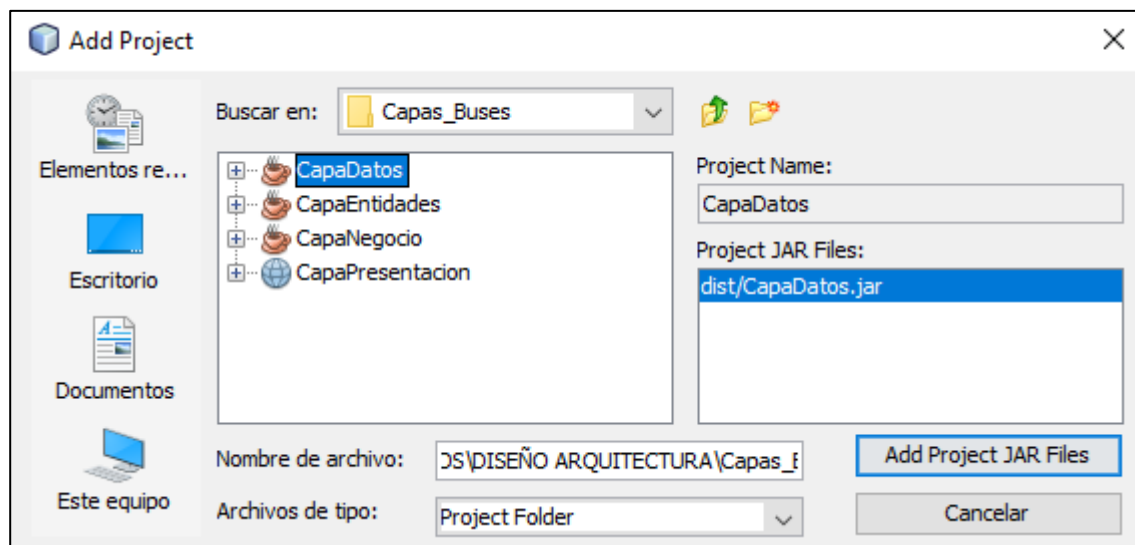 Add Project
Buscar en:
Capas_Buses
Elementos re...
Escritorio
Documentos
Este equipo
CapaDatos
CapaEntidades
CapaNegocio
CapaPresentacion
Project Name:
CapaDatos
Project JAR Files:
dist/CapaDatos.jar
Nombre de archivo:
OS\DISEÑO ARQUITECTURA\Capas_E
Add Project JAR Files
Archivos de tipo:
Project Folder
Cancelar